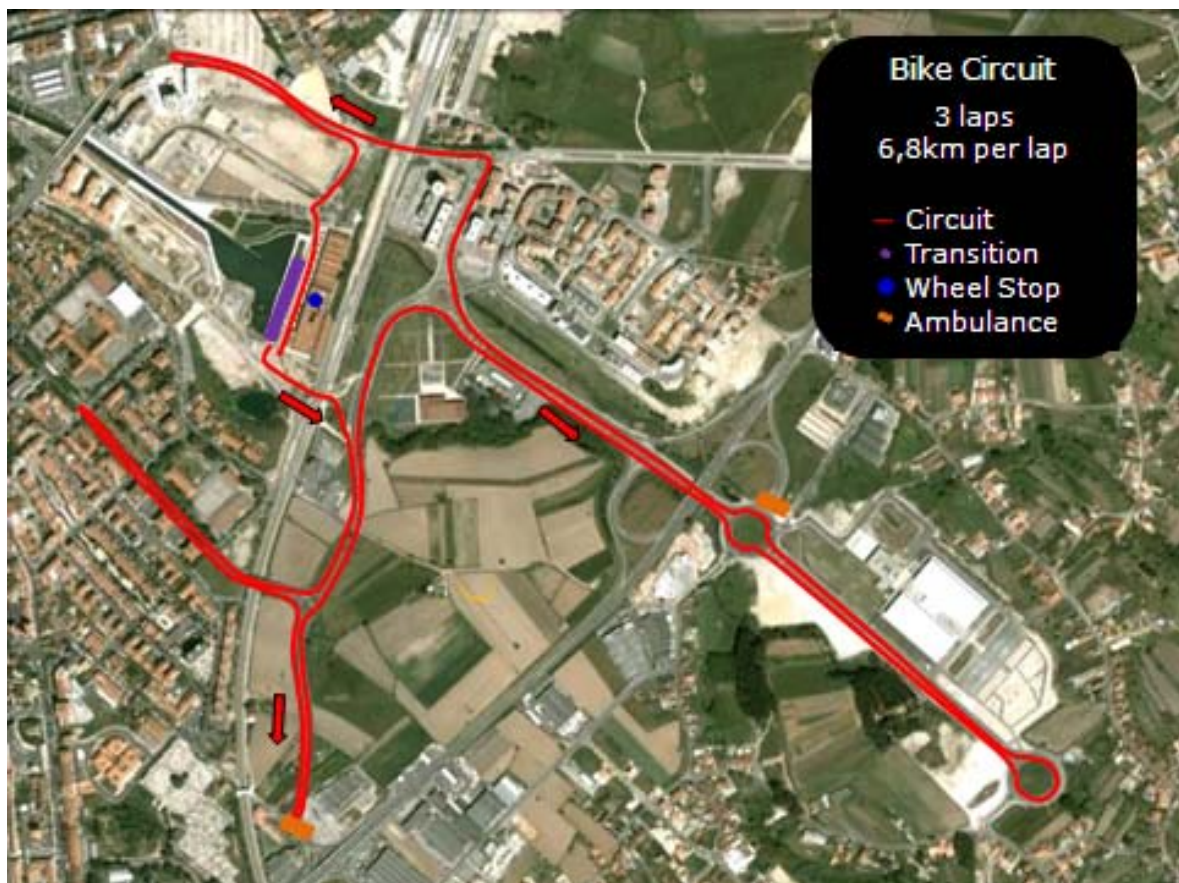 Bike Circuit
3 laps
6,8km per lap
Circuit
Transition
Wheel Stop
Ambulance